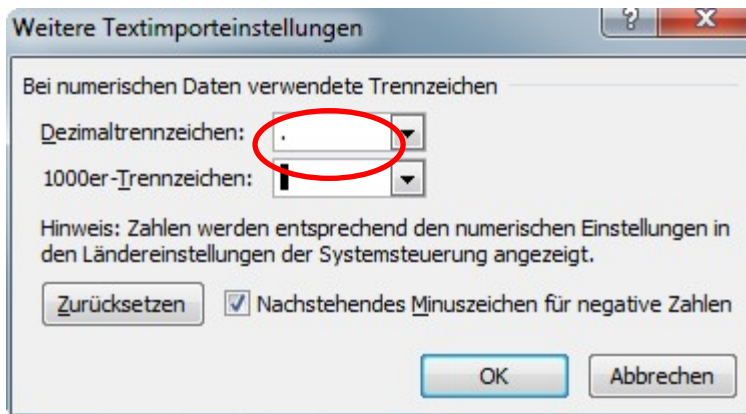 Weitere Textimporteinstellungen
?
X
Bei numerischen Daten verwendete Trennzeichen
Dezimaltrennzeichen: .
1000er-Trennzeichen:
Hinweis: Zahlen werden entsprechend den numerischen Einstellungen in
den Ländereinstellungen der Systemsteuerung angezeigt.
Zurücksetzen Nachstehendes Minuszeichen für negative Zahlen
OK Abbrechen